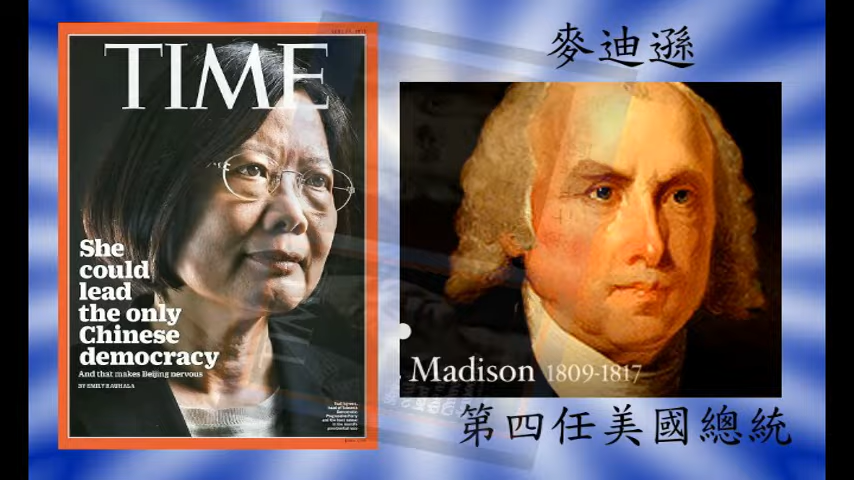 TIME
She
could
lead
the only
Chinese
democracy
And that makes Beijing nervous
BY EMILY RAUHALA
麥迪遜
Madison 1809-1817
第四任美國總統